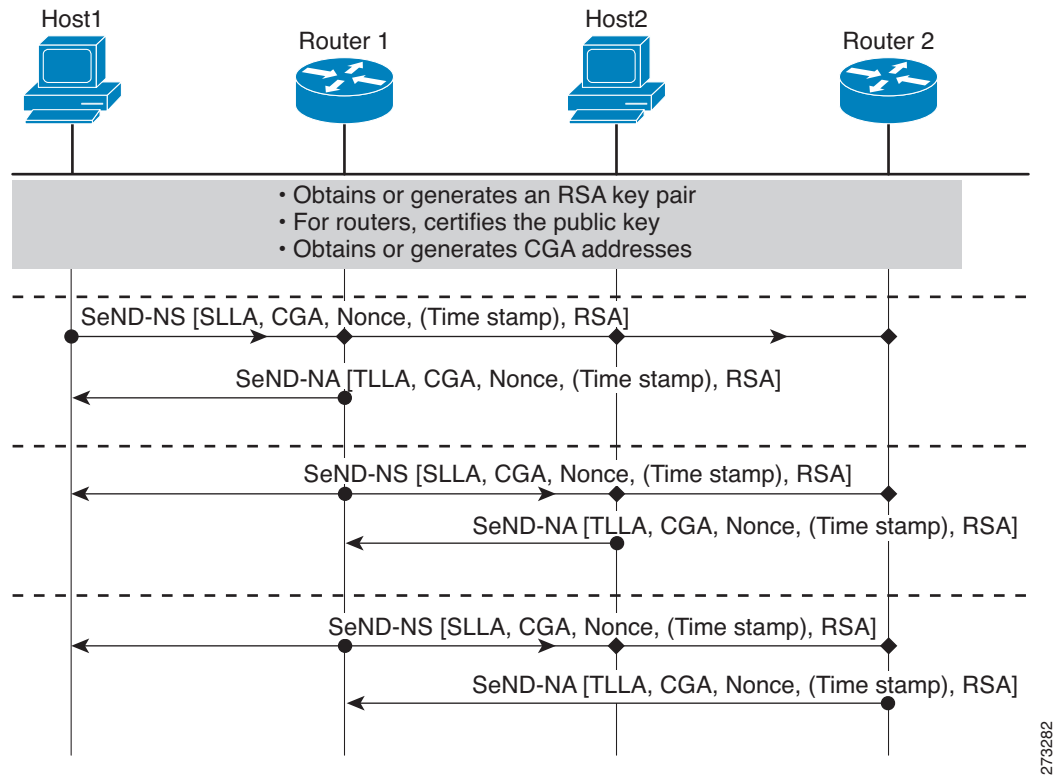 Host1
Router 1
Host2
Router 2
• Obtains or generates an RSA key pair
• For routers, certifies the public key
• Obtains or generates CGA addresses
SeND-NS [SLLA, CGA, Nonce, (Time stamp), RSA]
SeND-NA [TLLA, CGA, Nonce, (Time stamp), RSA]
SeND-NS [SLLA, CGA, Nonce, (Time stamp), RSA]
SeND-NA [TLLA, CGA, Nonce, (Time stamp), RSA]
SeND-NS [SLLA, CGA, Nonce, (Time stamp), RSA]
SeND-NA [TLLA, CGA, Nonce, (Time stamp), RSA]
273282